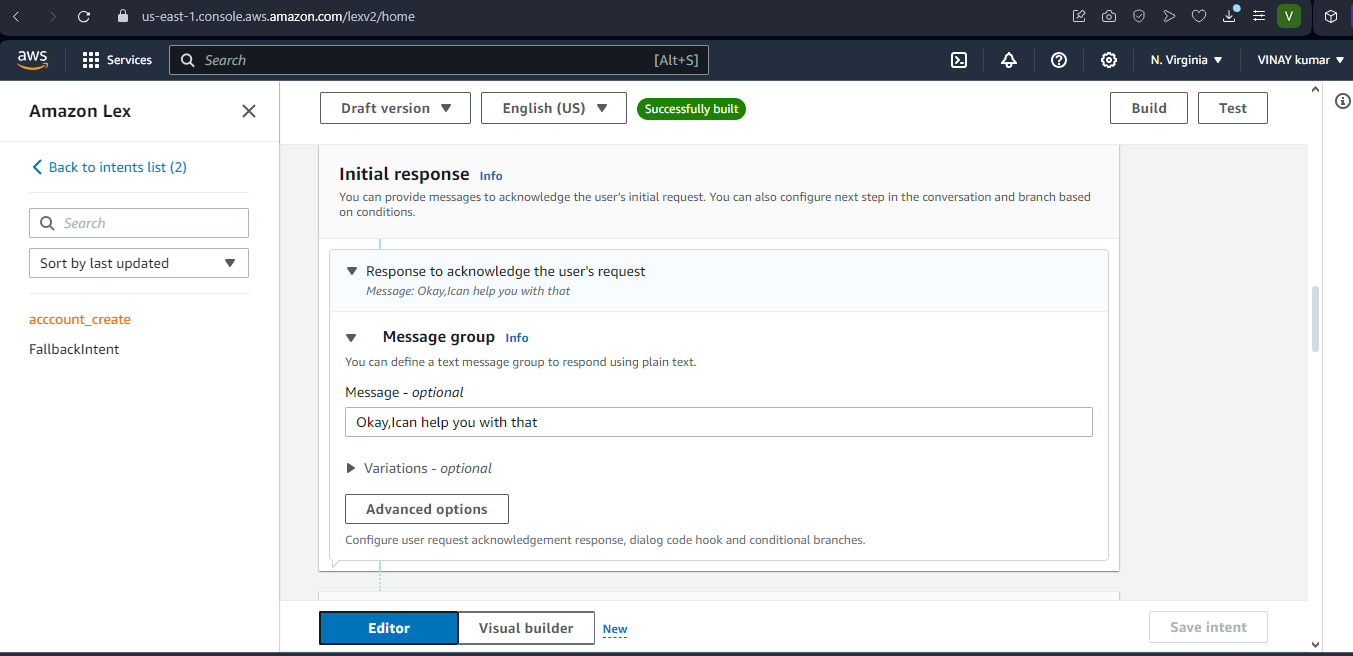 us-east-1.console.aws.amazon.com/lexv2/home
V
aws
Services
Search
[Alt+S]
N. Virginia
VINAY kumar
Amazon Lex
Back to intents list (2)
Search
Sort by last updated
acccount_create
FallbackIntent
Draft version
English (US)
Successfully built
Build
Test
Initial response Info
You can provide messages to acknowledge the user's initial request. You can also configure next step in the conversation and branch based
on conditions.
Response to acknowledge the user's request
Message: Okay,Ican help you with that
Message group Info
You can define a text message group to respond using plain text.
Message - optional
Okay,Ican help you with that
Variations - optional
Advanced options
Configure user request acknowledgement response, dialog code hook and conditional branches.
Editor
Visual builder
New
Save intent